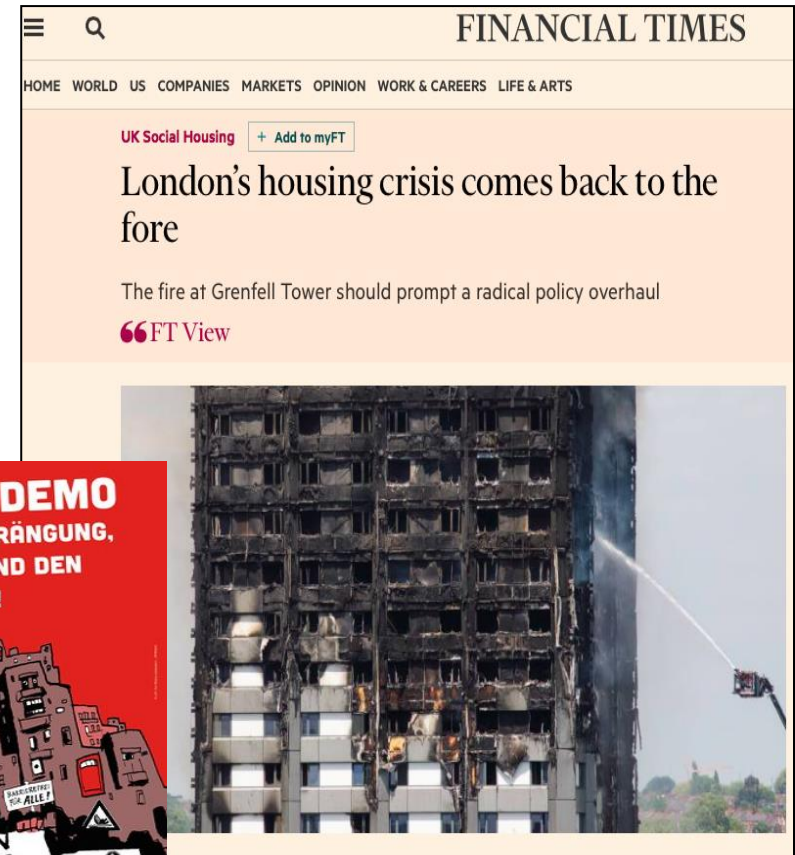 FINANCIAL TIMES
HOME WORLD US COMPANIES MARKETS OPINION WORK & CAREERS LIFE & ARTS
UK Social Housing + Add to myFT
London's housing crisis comes back to the
fore
The fire at Grenfell Tower should prompt a radical policy overhaul
FT View
DEMO
RÄNGUNG,
ND DEN
BARRIEREFREI
FÜR ALLE!